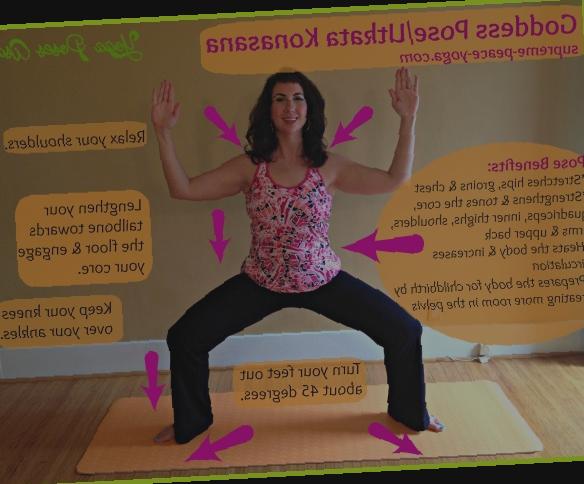 Goddess Pose/Utkata Konasana
supreme-peace-yoga.com
Yoga Poses
Relax your shoulders.
Lengthen your
tailbone towards
the floor & engage
your core.
Keep your knees
over your ankles.
Turn your feet out
about 45 degrees.
Pose Benefits:
Stretches hips, groins & chest
Strengthens & tones the core,
quadriceps, inner thighs, shoulders,
arms & upper back
Heats the body & increases
circulation
Prepares the body for childbirth by
creating more room in the pelvis